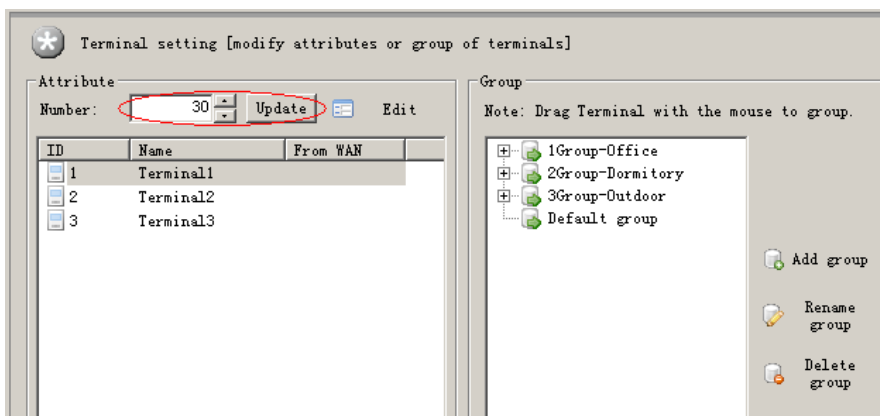 Terminal setting [modify attributes or group of terminals]
Attribute
Number: 30 Update Edit
ID Name From WAN
1 Terminal1
2 Terminal2
3 Terminal3
Group
Note: Drag Terminal with the mouse to group.
1Group-Office
2Group-Dormitory
3Group-Outdoor
Default group
Add group
Rename
group
Delete
group